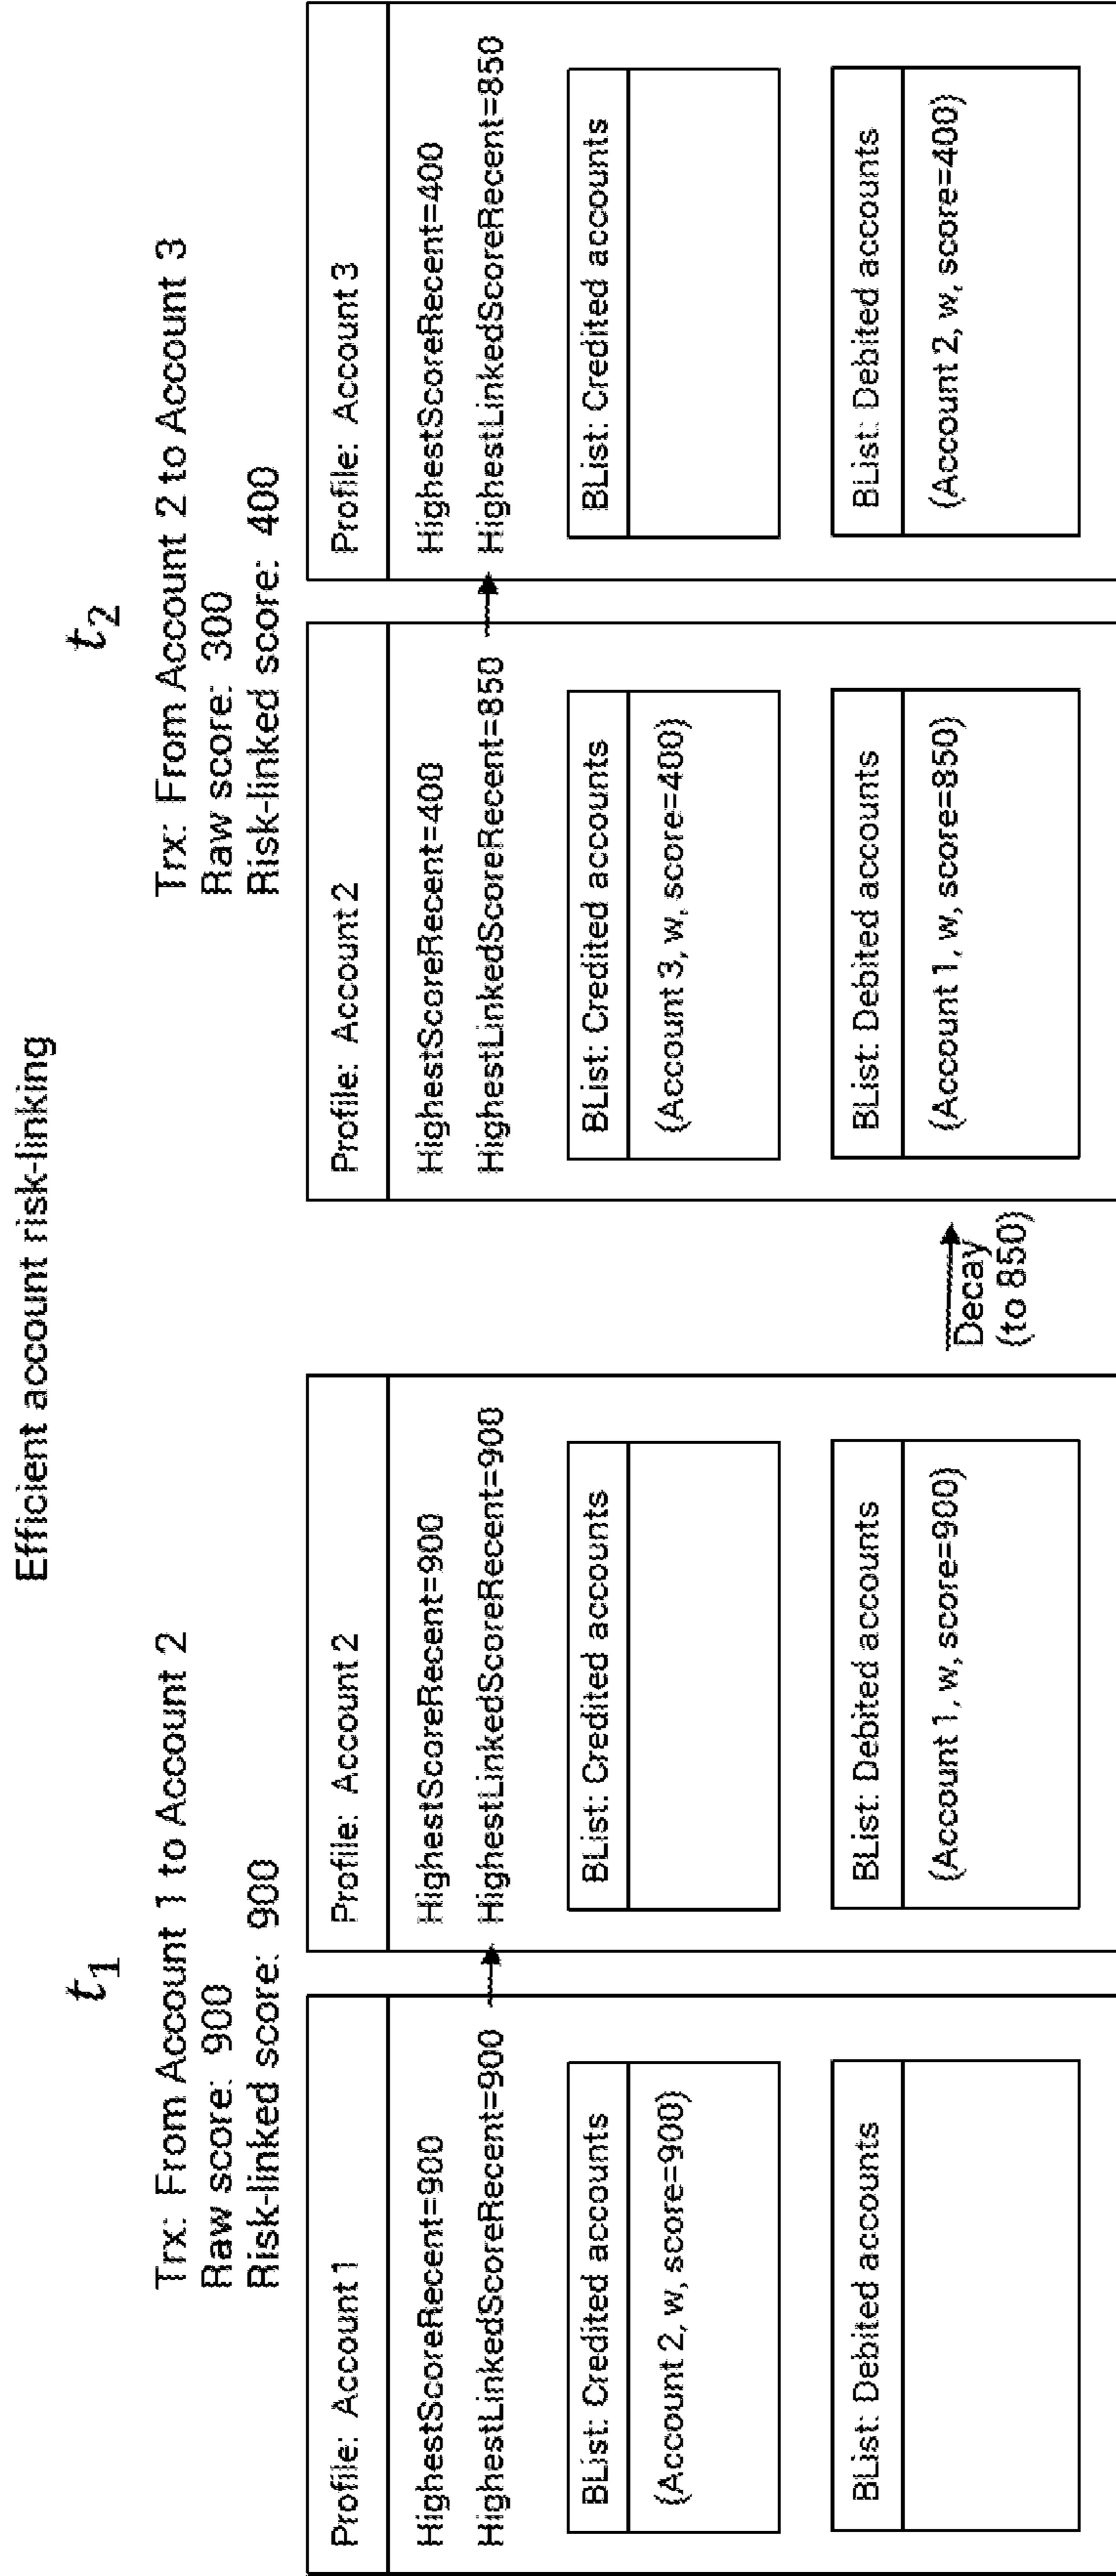 Efficient account risk-linking
t1
Trx: From Account 1 to Account 2
Raw score: 900
Risk-linked score: 900
Profile: Account 1
HighestScoreRecent=900
HighestLinkedScoreRecent=900
BList: Credited accounts
(Account 2, w, score=900)
BList: Debited accounts
Profile: Account 2
HighestScoreRecent=900
HighestLinkedScoreRecent=900
BList: Credited accounts
BList: Debited accounts
(Account 1, w, score=900)
Decay
(to 850)
t2
Trx: From Account 2 to Account 3
Raw score: 300
Risk-linked score: 400
Profile: Account 2
HighestScoreRecent=400
HighestLinkedScoreRecent=850
BList: Credited accounts
(Account 3, w, score=400)
BList: Debited accounts
(Account 1, w, score=850)
Profile: Account 3
HighestScoreRecent=400
HighestLinkedScoreRecent=850
BList: Credited accounts
BList: Debited accounts
(Account 2, w, score=400)